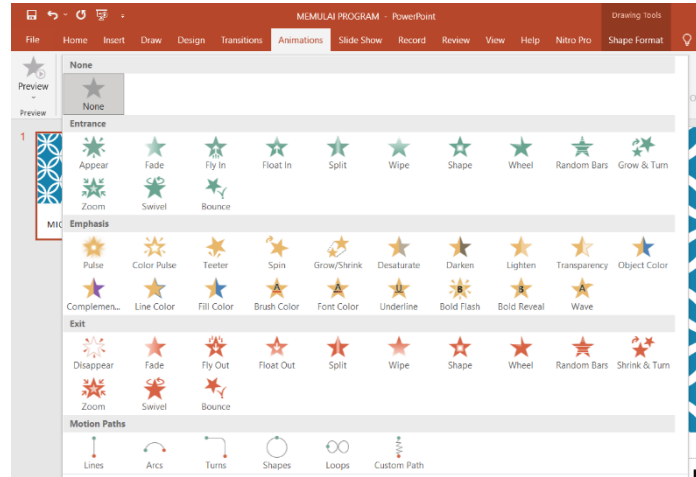 MEMULAI PROGRAM - PowerPoint
Drawing Tools
File Home Insert Draw Design Transitions Animations Slide Show Record Review View Help Nitro Pro Shape Format
Preview
Preview
None
None
Entrance
Appear Fade Fly In Float In Split Wipe Shape Wheel Random Bars Grow & Turn
Zoom Swivel Bounce
Emphasis
Pulse Color Pulse Teeter Spin Grow/Shrink Desaturate Darken Lighten Transparency Object Color
Complemen... Line Color Fill Color Brush Color Font Color Underline Bold Flash Bold Reveal Wave
Exit
Disappear Fade Fly Out Float Out Split Wipe Shape Wheel Random Bars Shrink & Turn
Zoom Swivel Bounce
Motion Paths
Lines Arcs Turns Shapes Loops Custom Path
1